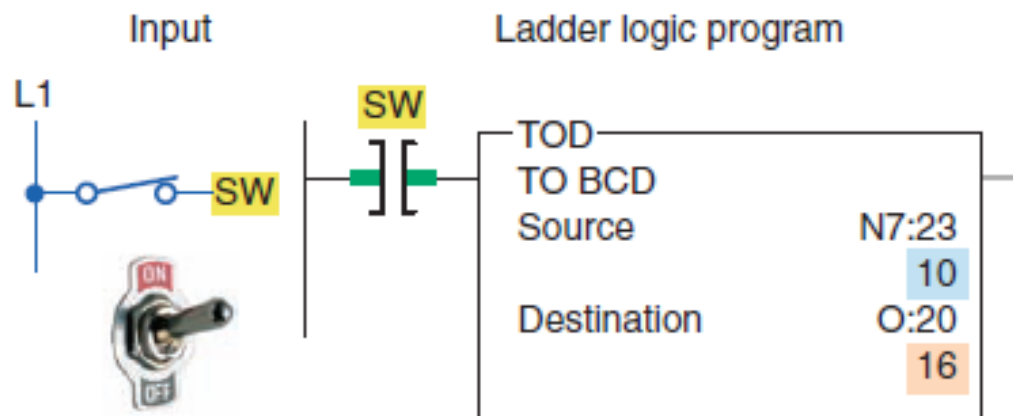 Input
Ladder logic program
L1
SW
SW
ON
OFF
TOD
TO BCD
Source N7:23
10
Destination O:20
16